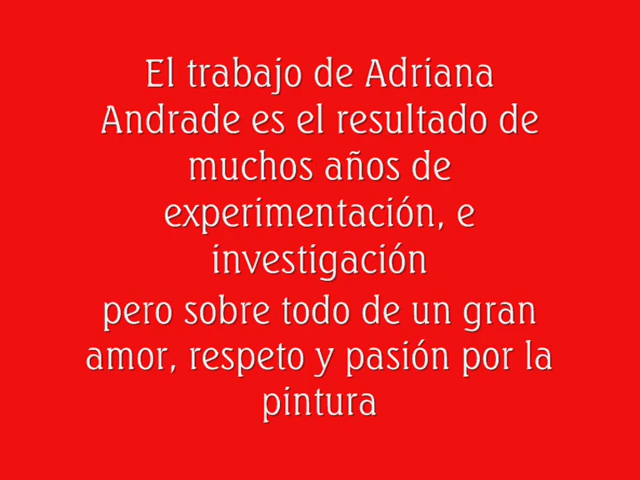 El trabajo de Adriana
Andrade es el resultado de
muchos años de
experimentación, e
investigación
pero sobre todo de un gran
amor, respeto y pasión por la
pintura